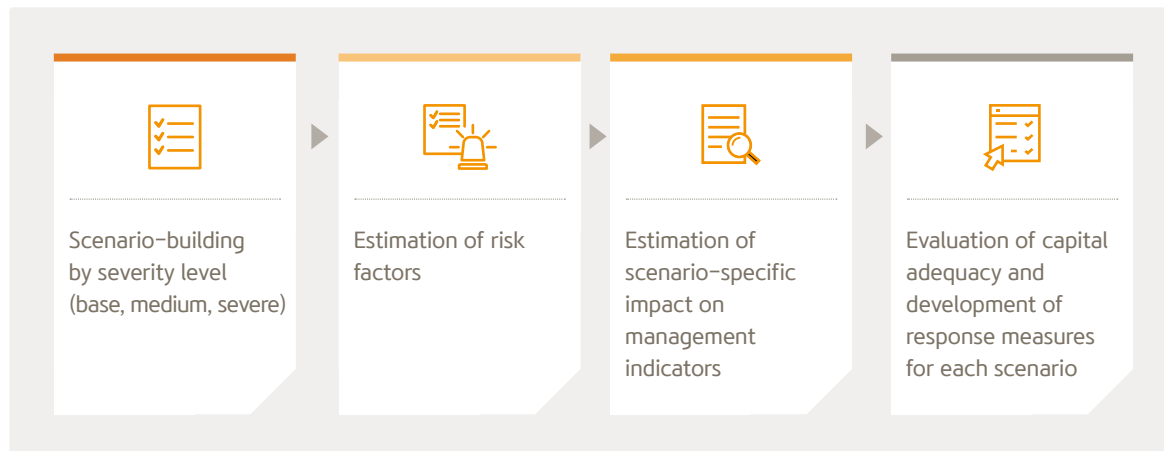 Scenario-building
by severity level
(base, medium, severe)
Estimation of risk
factors
Estimation of
scenario-specific
impact on
management
indicators
Evaluation of capital
adequacy and
development of
response measures
for each scenario